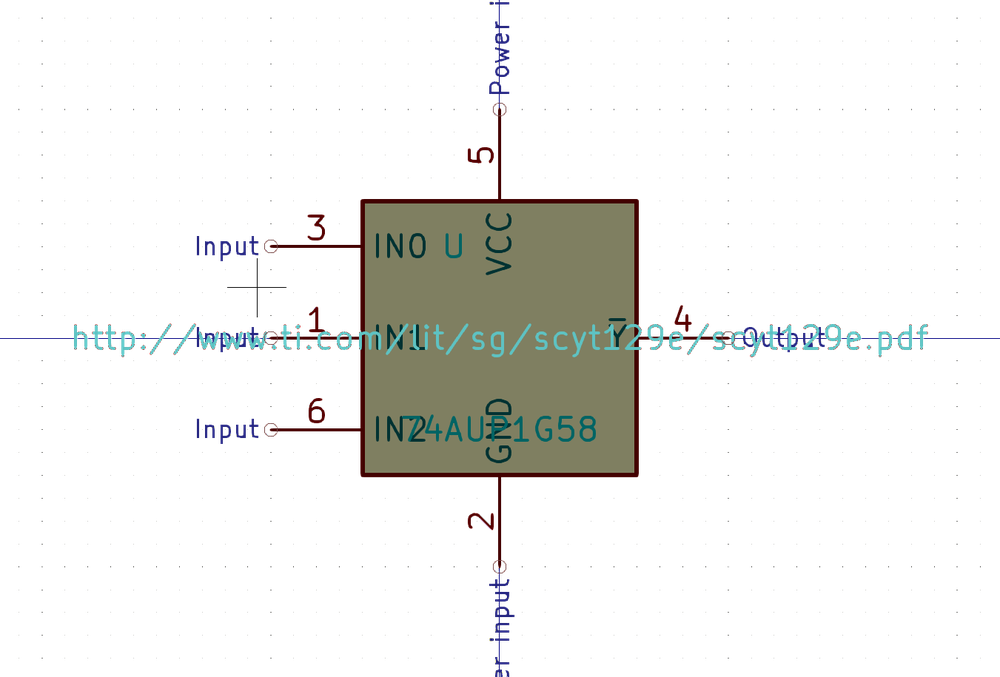 Power i
5
VCC
3
Input
IN0
U
1
Input
IN1
http://www.ti.com/lit/sg/scyt129e/scyt129e.pdf
Y̅
4
Output
6
Input
IN2
74AUP1G58
GND
2
er input